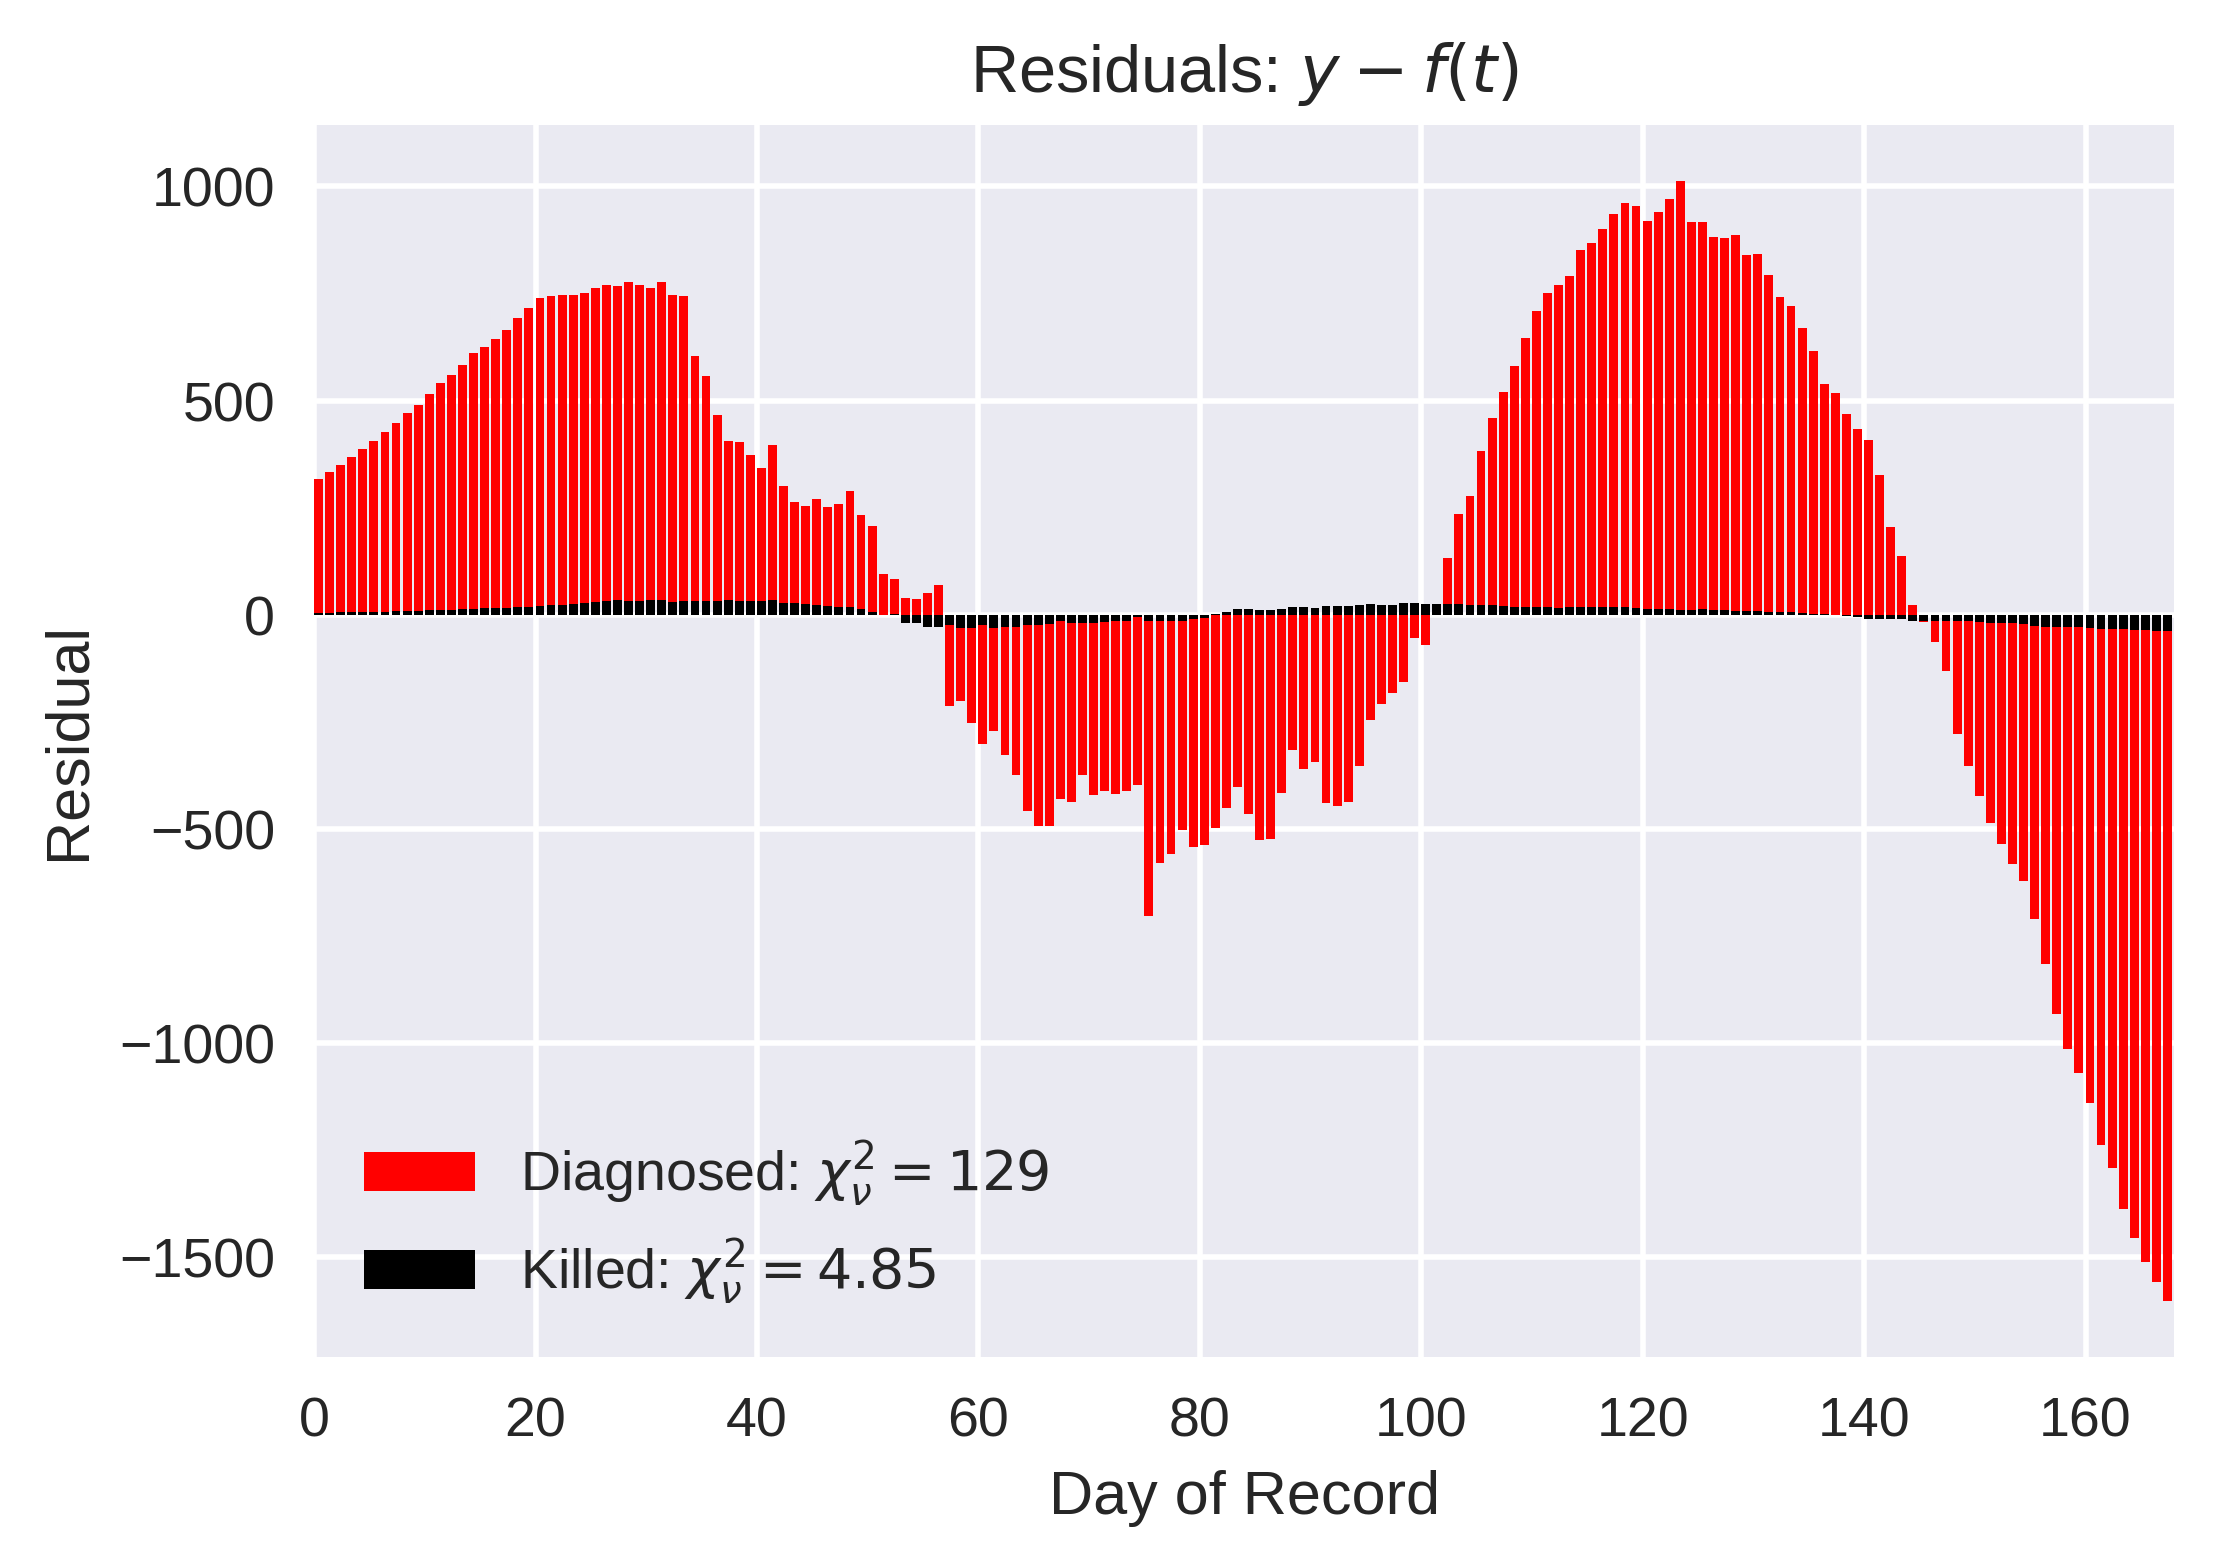 Residuals: y − f(t)
1000
500
0
−500
−1000
−1500
Residual
Diagnosed: χ²ᵥ = 129
Killed: χ²ᵥ = 4.85
0 20 40 60 80 100 120 140 160
Day of Record